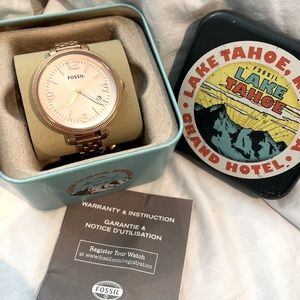 FOSSIL
LAKE TAHOE,
FOSSIL
LAKE
TAHOE
GRAND HOTEL
WARRANTY & INSTRUCTION
GARANTIE &
NOTICE D'UTILISATION
Register Your Watch
at www.fossil.com/registration
FOSSIL